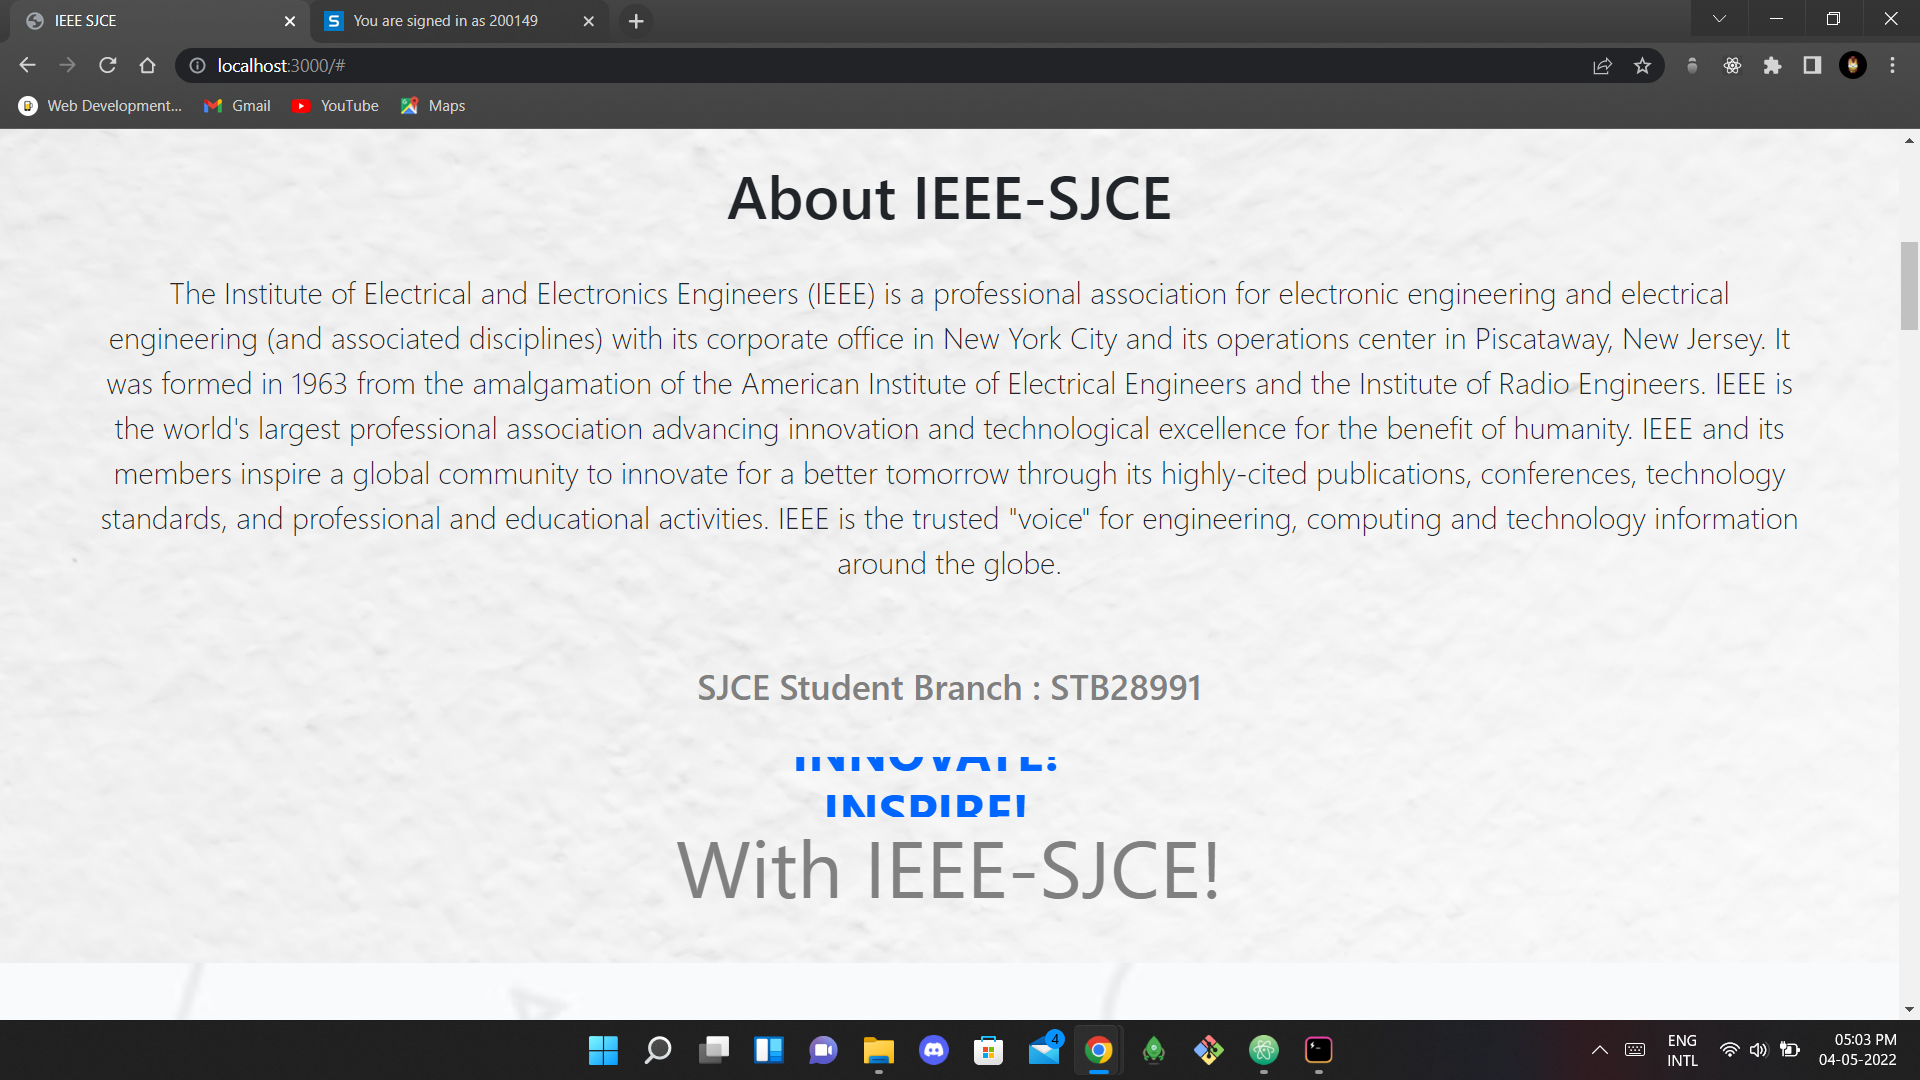 IEEE SJCE
You are signed in as 200149
localhost:3000/#
Web Development...
Gmail
YouTube
Maps
About IEEE-SJCE
The Institute of Electrical and Electronics Engineers (IEEE) is a professional association for electronic engineering and electrical
engineering (and associated disciplines) with its corporate office in New York City and its operations center in Piscataway, New Jersey. It
was formed in 1963 from the amalgamation of the American Institute of Electrical Engineers and the Institute of Radio Engineers. IEEE is
the world's largest professional association advancing innovation and technological excellence for the benefit of humanity. IEEE and its
members inspire a global community to innovate for a better tomorrow through its highly-cited publications, conferences, technology
standards, and professional and educational activities. IEEE is the trusted "voice" for engineering, computing and technology information
around the globe.
SJCE Student Branch : STB28991
INNOVATE!
INSPIRE!
With IEEE-SJCE!
4
ENG
INTL
05:03 PM
04-05-2022